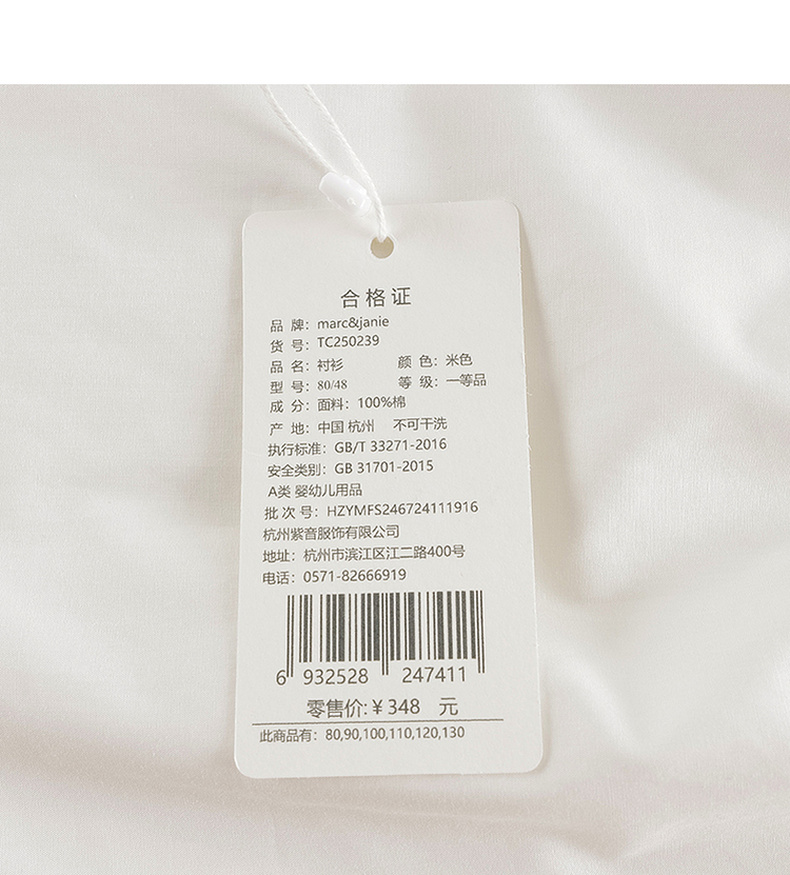 合格证
品 牌：marc&janie
货 号：TC250239
品 名：衬衫 颜 色：米色
型 号：80/48 等 级：一等品
成 分：面料：100%棉
产 地：中国 杭州 不可干洗
执行标准：GB/T 33271-2016
安全类别：GB 31701-2015
A类 婴幼儿用品
批 次 号：HZYMFS246724111916
杭州紫音服饰有限公司
地址：杭州市滨江区江二路400号
电话：0571-82666919
6 932528 247411
零售价:¥348 元
此商品有：80,90,100,110,120,130